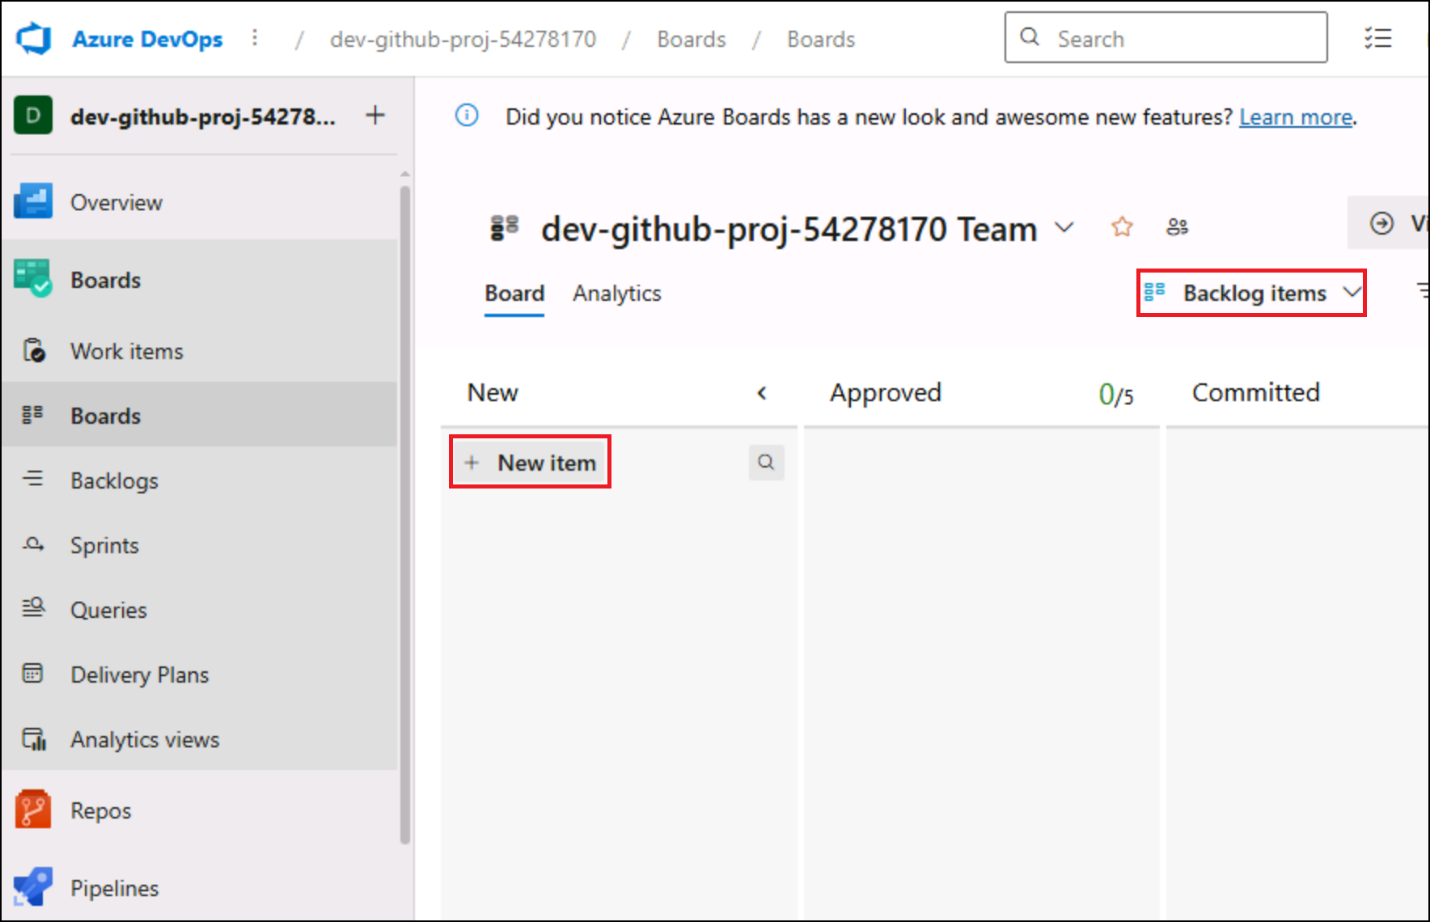 Azure DevOps / dev-github-proj-54278170 / Boards / Boards
Search
D dev-github-proj-54278... +
Did you notice Azure Boards has a new look and awesome new features? Learn more.
Overview
dev-github-proj-54278170 Team
Boards
Board Analytics
Backlog items
Work items
New
Approved 0/5
Committed
Boards
+ New item
Backlogs
Sprints
Queries
Delivery Plans
Analytics views
Repos
Pipelines